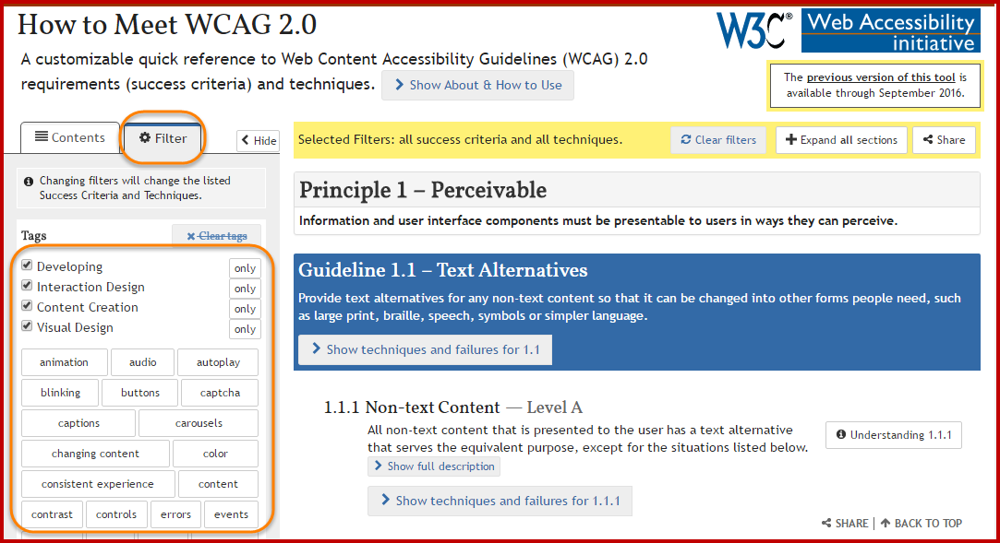 How to Meet WCAG 2.0
W3C®
Web Accessibility
initiative
A customizable quick reference to Web Content Accessibility Guidelines (WCAG) 2.0
requirements (success criteria) and techniques.
Show About & How to Use
The previous version of this tool is
available through September 2016.
Contents
Filter
Hide
Changing filters will change the listed
Success Criteria and Techniques.
Tags
Clear tags
Developing
only
Interaction Design
only
Content Creation
only
Visual Design
only
animation
audio
autoplay
blinking
buttons
captcha
captions
carousels
changing content
color
consistent experience
content
contrast
controls
errors
events
Selected Filters: all success criteria and all techniques.
Clear filters
Expand all sections
Share
Principle 1 – Perceivable
Information and user interface components must be presentable to users in ways they can perceive.
Guideline 1.1 – Text Alternatives
Provide text alternatives for any non-text content so that it can be changed into other forms people need, such
as large print, braille, speech, symbols or simpler language.
Show techniques and failures for 1.1
1.1.1 Non-text Content — Level A
All non-text content that is presented to the user has a text alternative
that serves the equivalent purpose, except for the situations listed below.
Show full description
Understanding 1.1.1
Show techniques and failures for 1.1.1
SHARE | BACK TO TOP